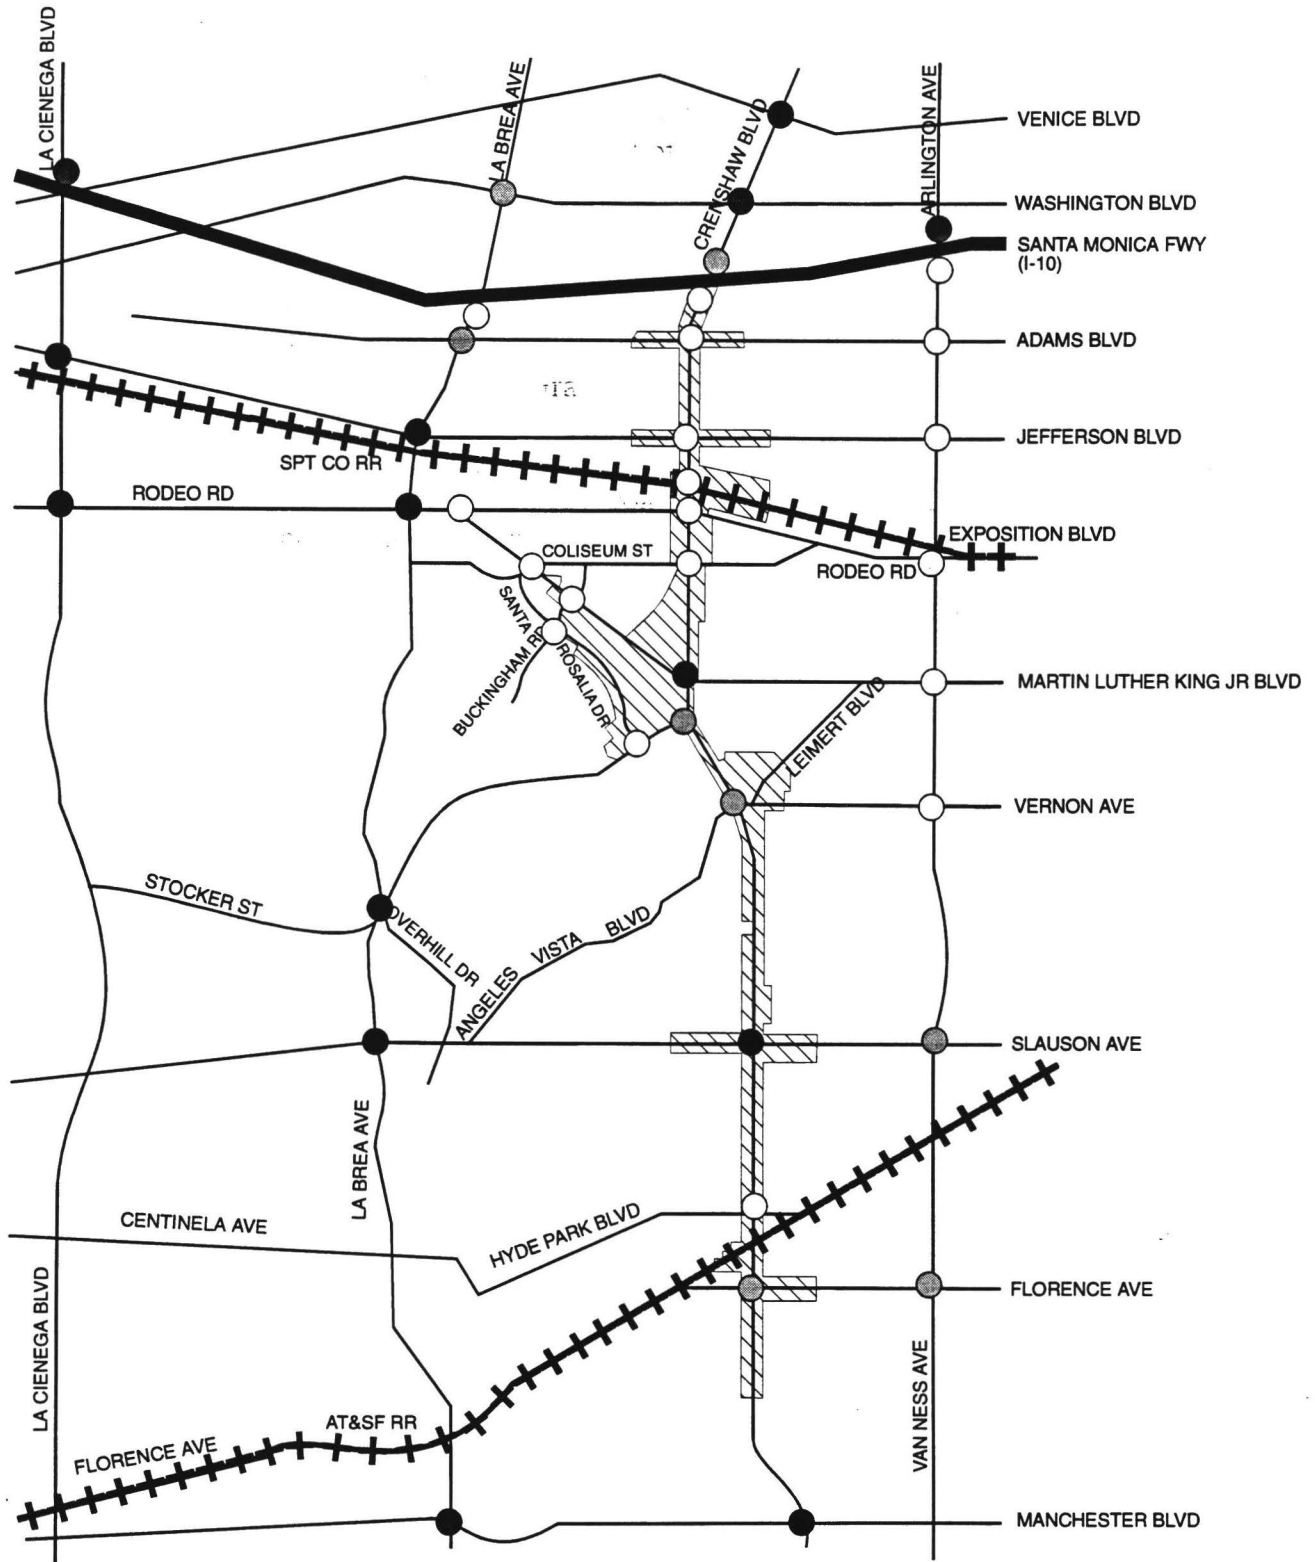 LA CIENEGA BLVD
LA BREA AVE
CRENSHAW BLVD
ARLINGTON AVE
VENICE BLVD
WASHINGTON BLVD
SANTA MONICA FWY
(I-10)
ADAMS BLVD
JEFFERSON BLVD
SPT CO RR
RODEO RD
EXPOSITION BLVD
COLISEUM ST
RODEO RD
SANTA
ROSALIA DR
BUCKINGHAM RD
MARTIN LUTHER KING JR BLVD
LEIMERT BLVD
VERNON AVE
STOCKER ST
OVERHILL DR
ANGELES VISTA BLVD
SLAUSON AVE
LA BREA AVE
CENTINELA AVE
HYDE PARK BLVD
LA CIENEGA BLVD
FLORENCE AVE
VAN NESS AVE
AT&SF RR
FLORENCE AVE
MANCHESTER BLVD